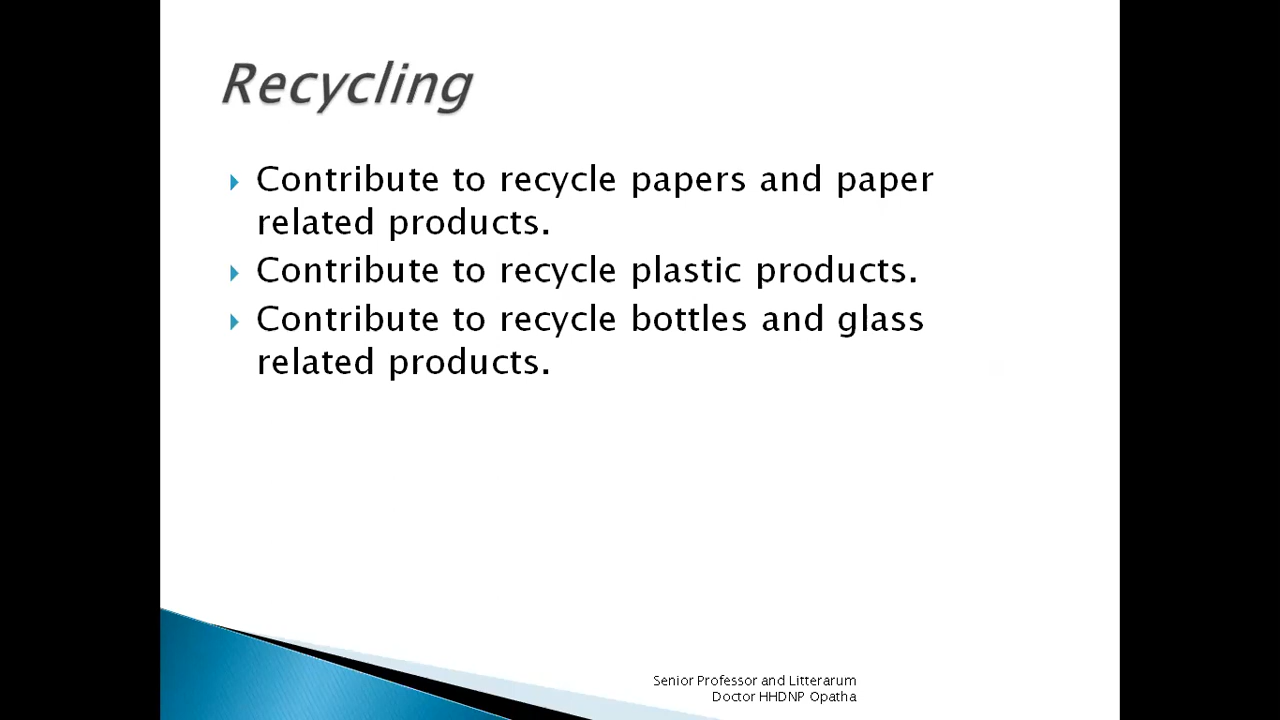 Recycling
Contribute to recycle papers and paper
related products.
Contribute to recycle plastic products.
Contribute to recycle bottles and glass
related products.
Senior Professor and Litterarum
Doctor HHDNP Opatha